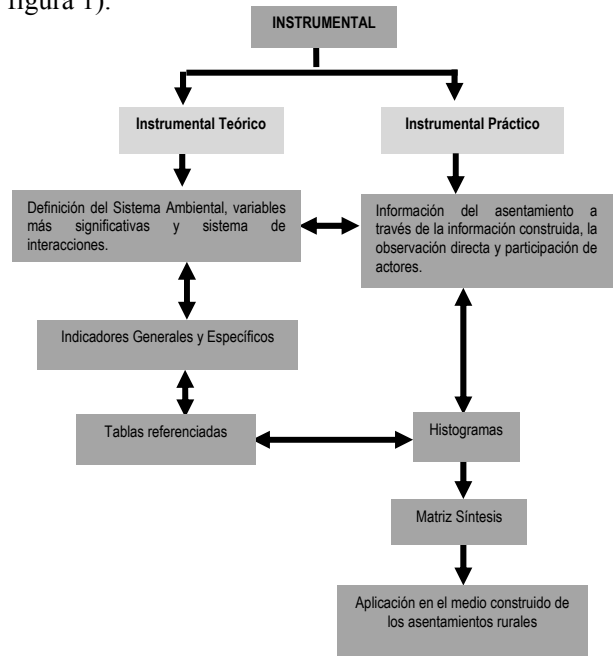 figura 1).
INSTRUMENTAL
Instrumental Teórico
Instrumental Práctico
Definición del Sistema Ambiental, variables
más significativas y sistema de
interacciones.
Información del asentamiento a
través de la información construida, la
observación directa y participación de
actores.
Indicadores Generales y Específicos
Tablas referenciadas
Histogramas
Matriz Síntesis
Aplicación en el medio construido de
los asentamientos rurales